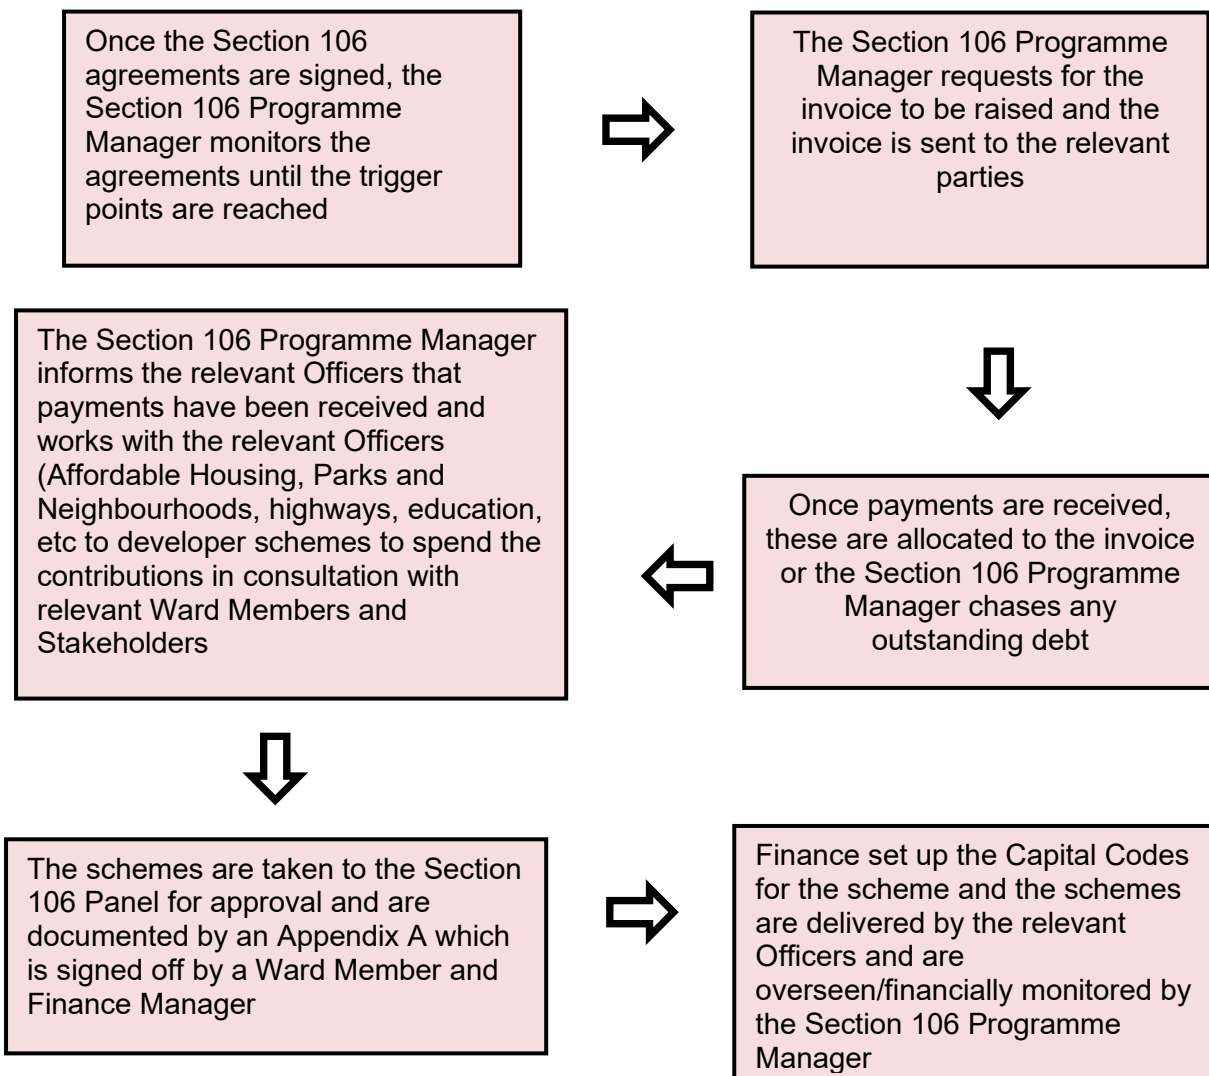 Once the Section 106
agreements are signed, the
Section 106 Programme
Manager monitors the
agreements until the trigger
points are reached
The Section 106 Programme
Manager requests for the
invoice to be raised and the
invoice is sent to the relevant
parties
Once payments are received,
these are allocated to the invoice
or the Section 106 Programme
Manager chases any
outstanding debt
The Section 106 Programme Manager
informs the relevant Officers that
payments have been received and
works with the relevant Officers
(Affordable Housing, Parks and
Neighbourhoods, highways, education,
etc to developer schemes to spend the
contributions in consultation with
relevant Ward Members and
Stakeholders
The schemes are taken to the Section
106 Panel for approval and are
documented by an Appendix A which
is signed off by a Ward Member and
Finance Manager
Finance set up the Capital Codes
for the scheme and the schemes
are delivered by the relevant
Officers and are
overseen/financially monitored by
the Section 106 Programme
Manager